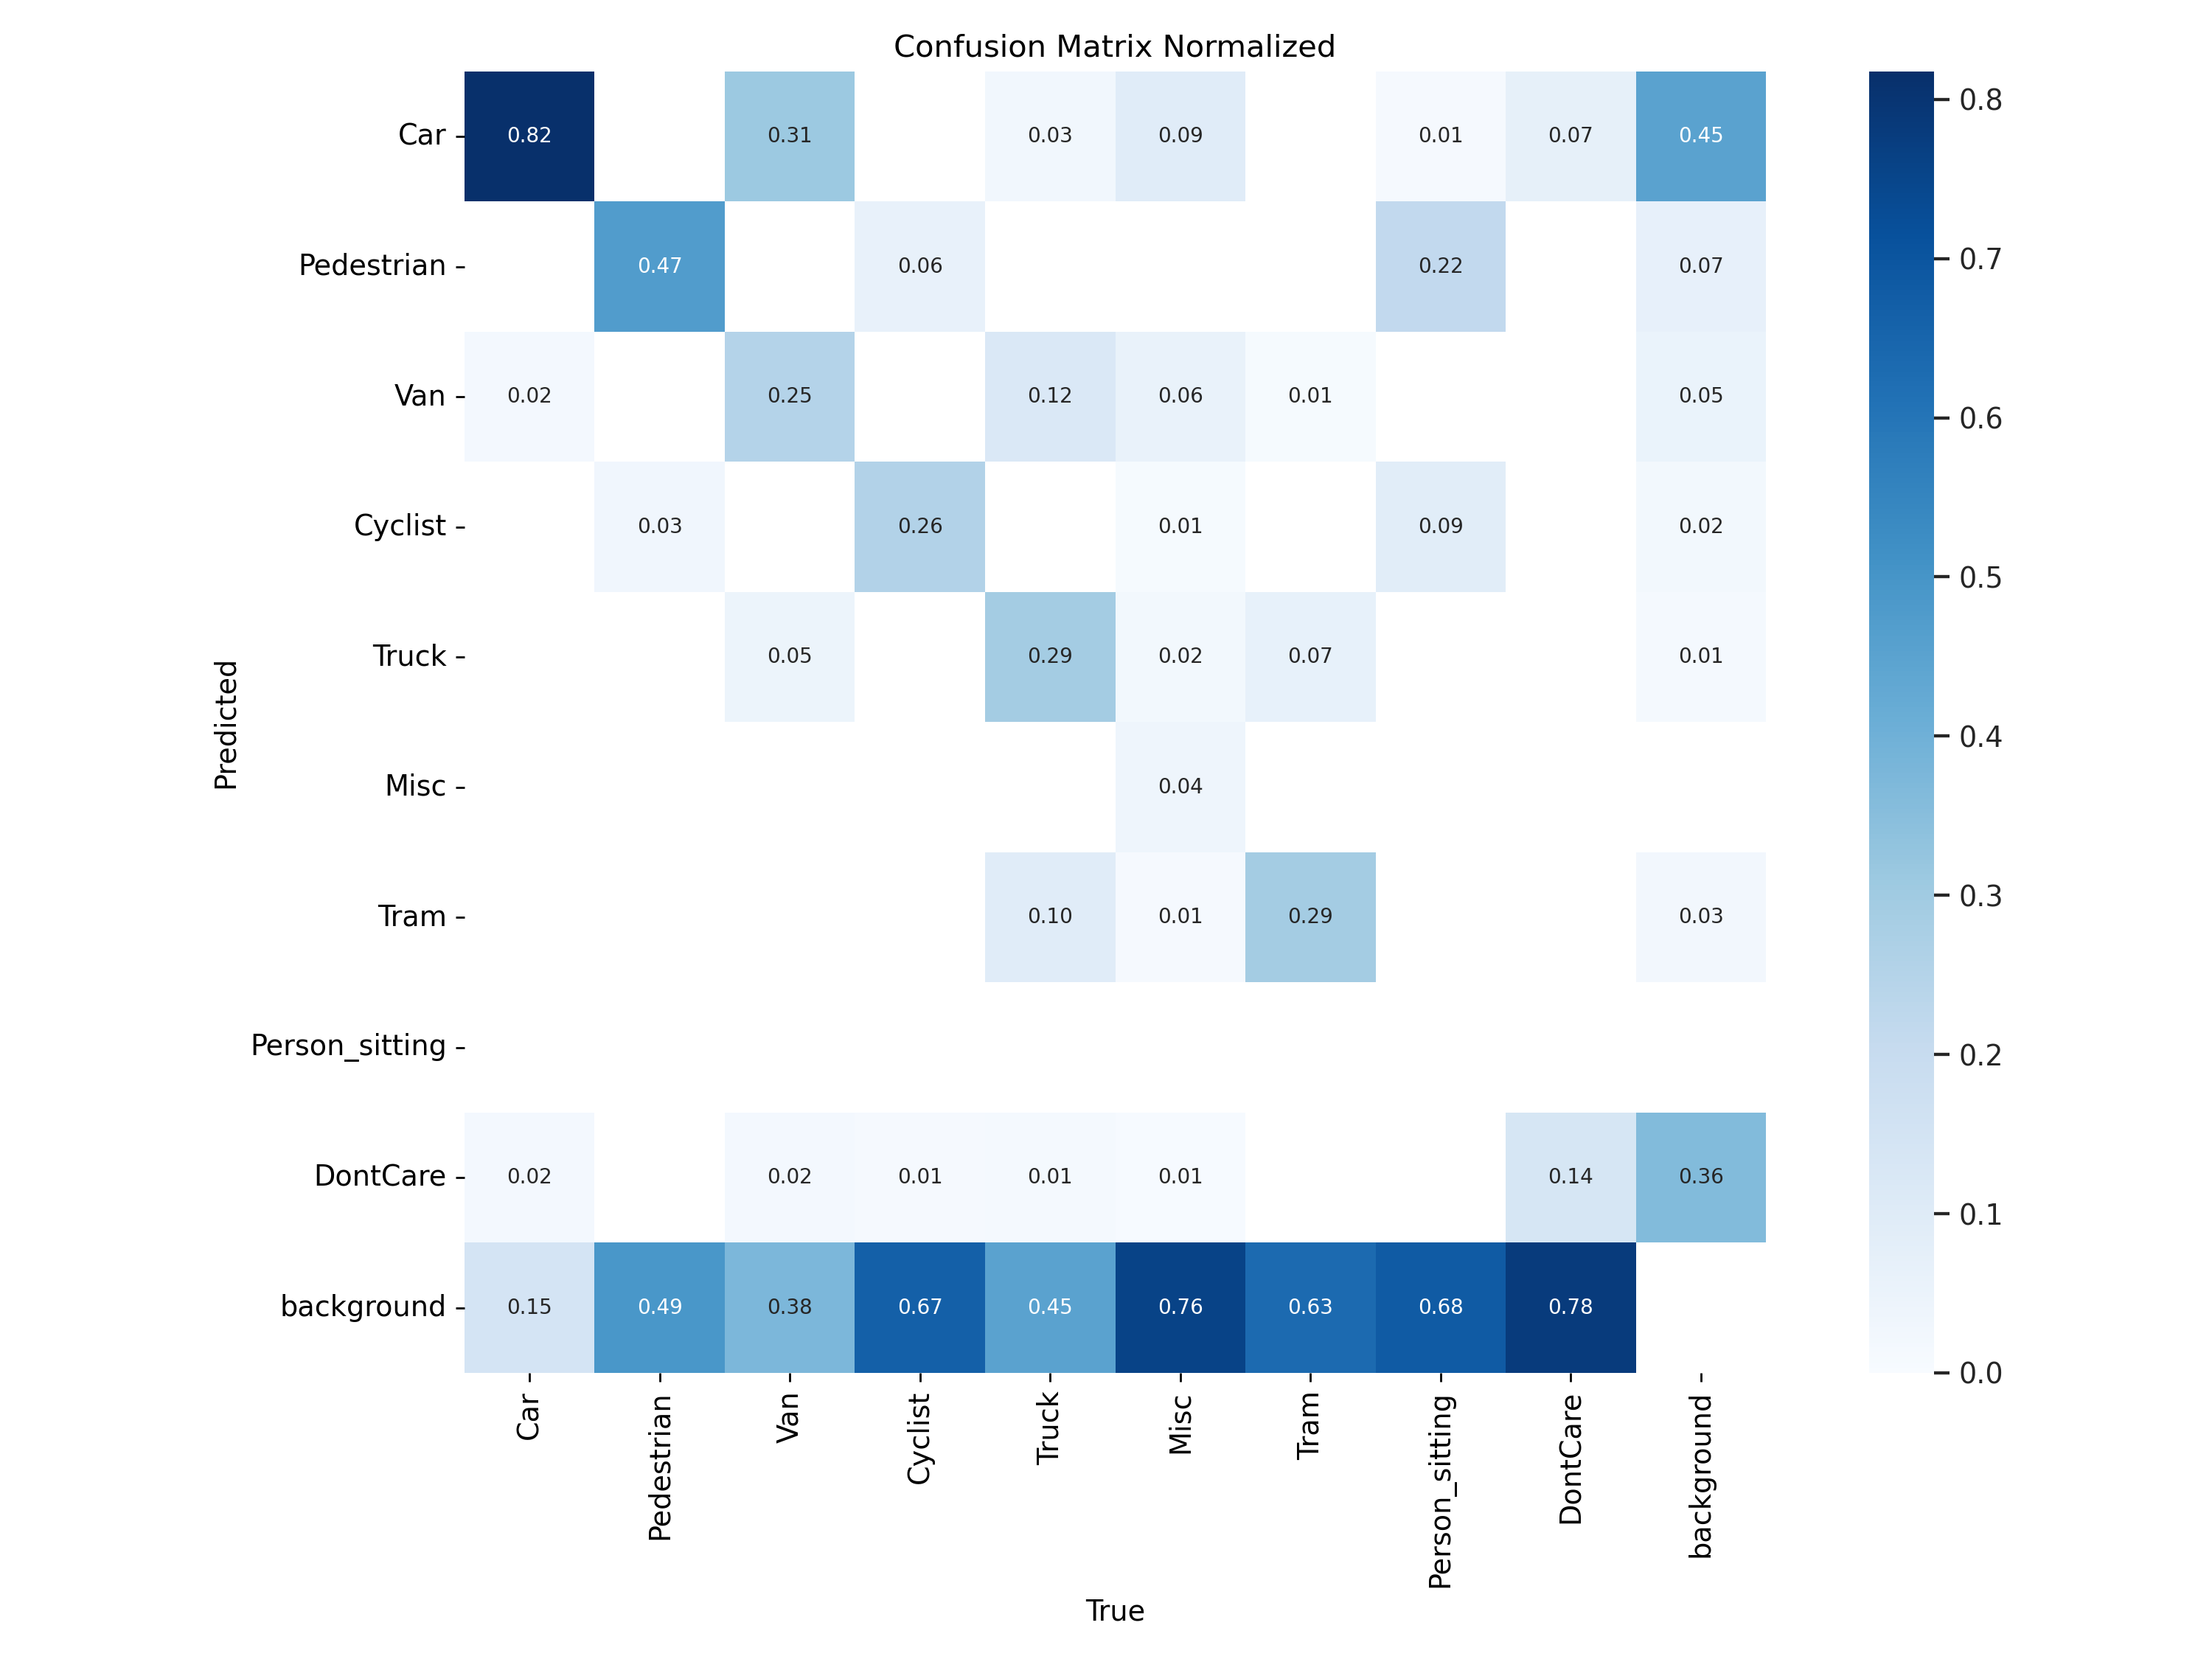 Confusion Matrix Normalized
Car 0.82 0.31 0.03 0.09 0.01 0.07 0.45
Pedestrian 0.47 0.06 0.22 0.07
Van 0.02 0.25 0.12 0.06 0.01 0.05
Cyclist 0.03 0.26 0.01 0.09 0.02
Truck 0.05 0.29 0.02 0.07 0.01
Misc 0.04
Tram 0.10 0.01 0.29 0.03
Person_sitting
DontCare 0.02 0.02 0.01 0.01 0.01 0.14 0.36
background 0.15 0.49 0.38 0.67 0.45 0.76 0.63 0.68 0.78
Predicted
Car Pedestrian Van Cyclist Truck Misc Tram Person_sitting DontCare background
True
0.8
0.7
0.6
0.5
0.4
0.3
0.2
0.1
0.0